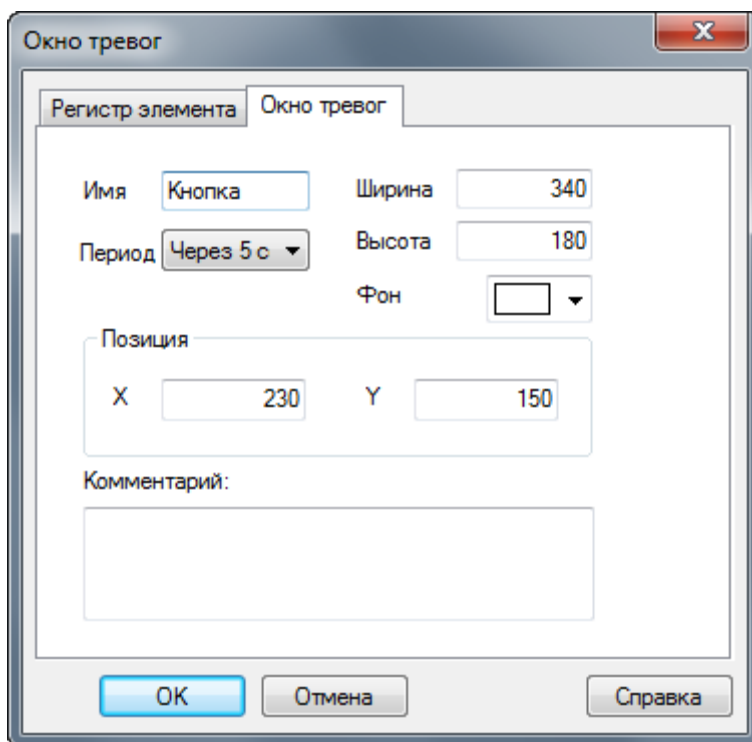 Окно тревог
Регистр элемента Окно тревог
Имя Кнопка Ширина 340
Период Через 5 с Высота 180
Фон
Позиция
X 230 Y 150
Комментарий:
OK Отмена Справка